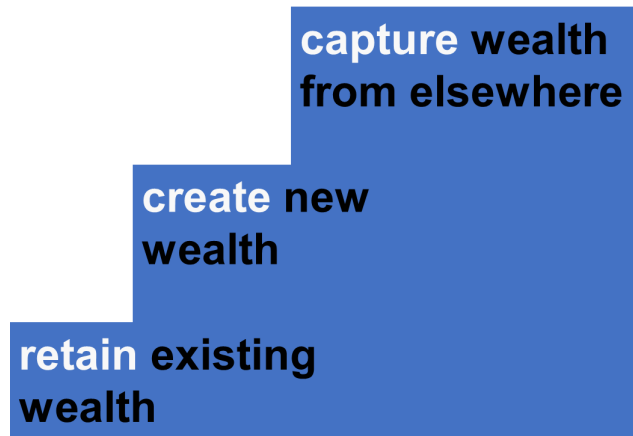 capture wealth
from elsewhere
create new
wealth
retain existing
wealth